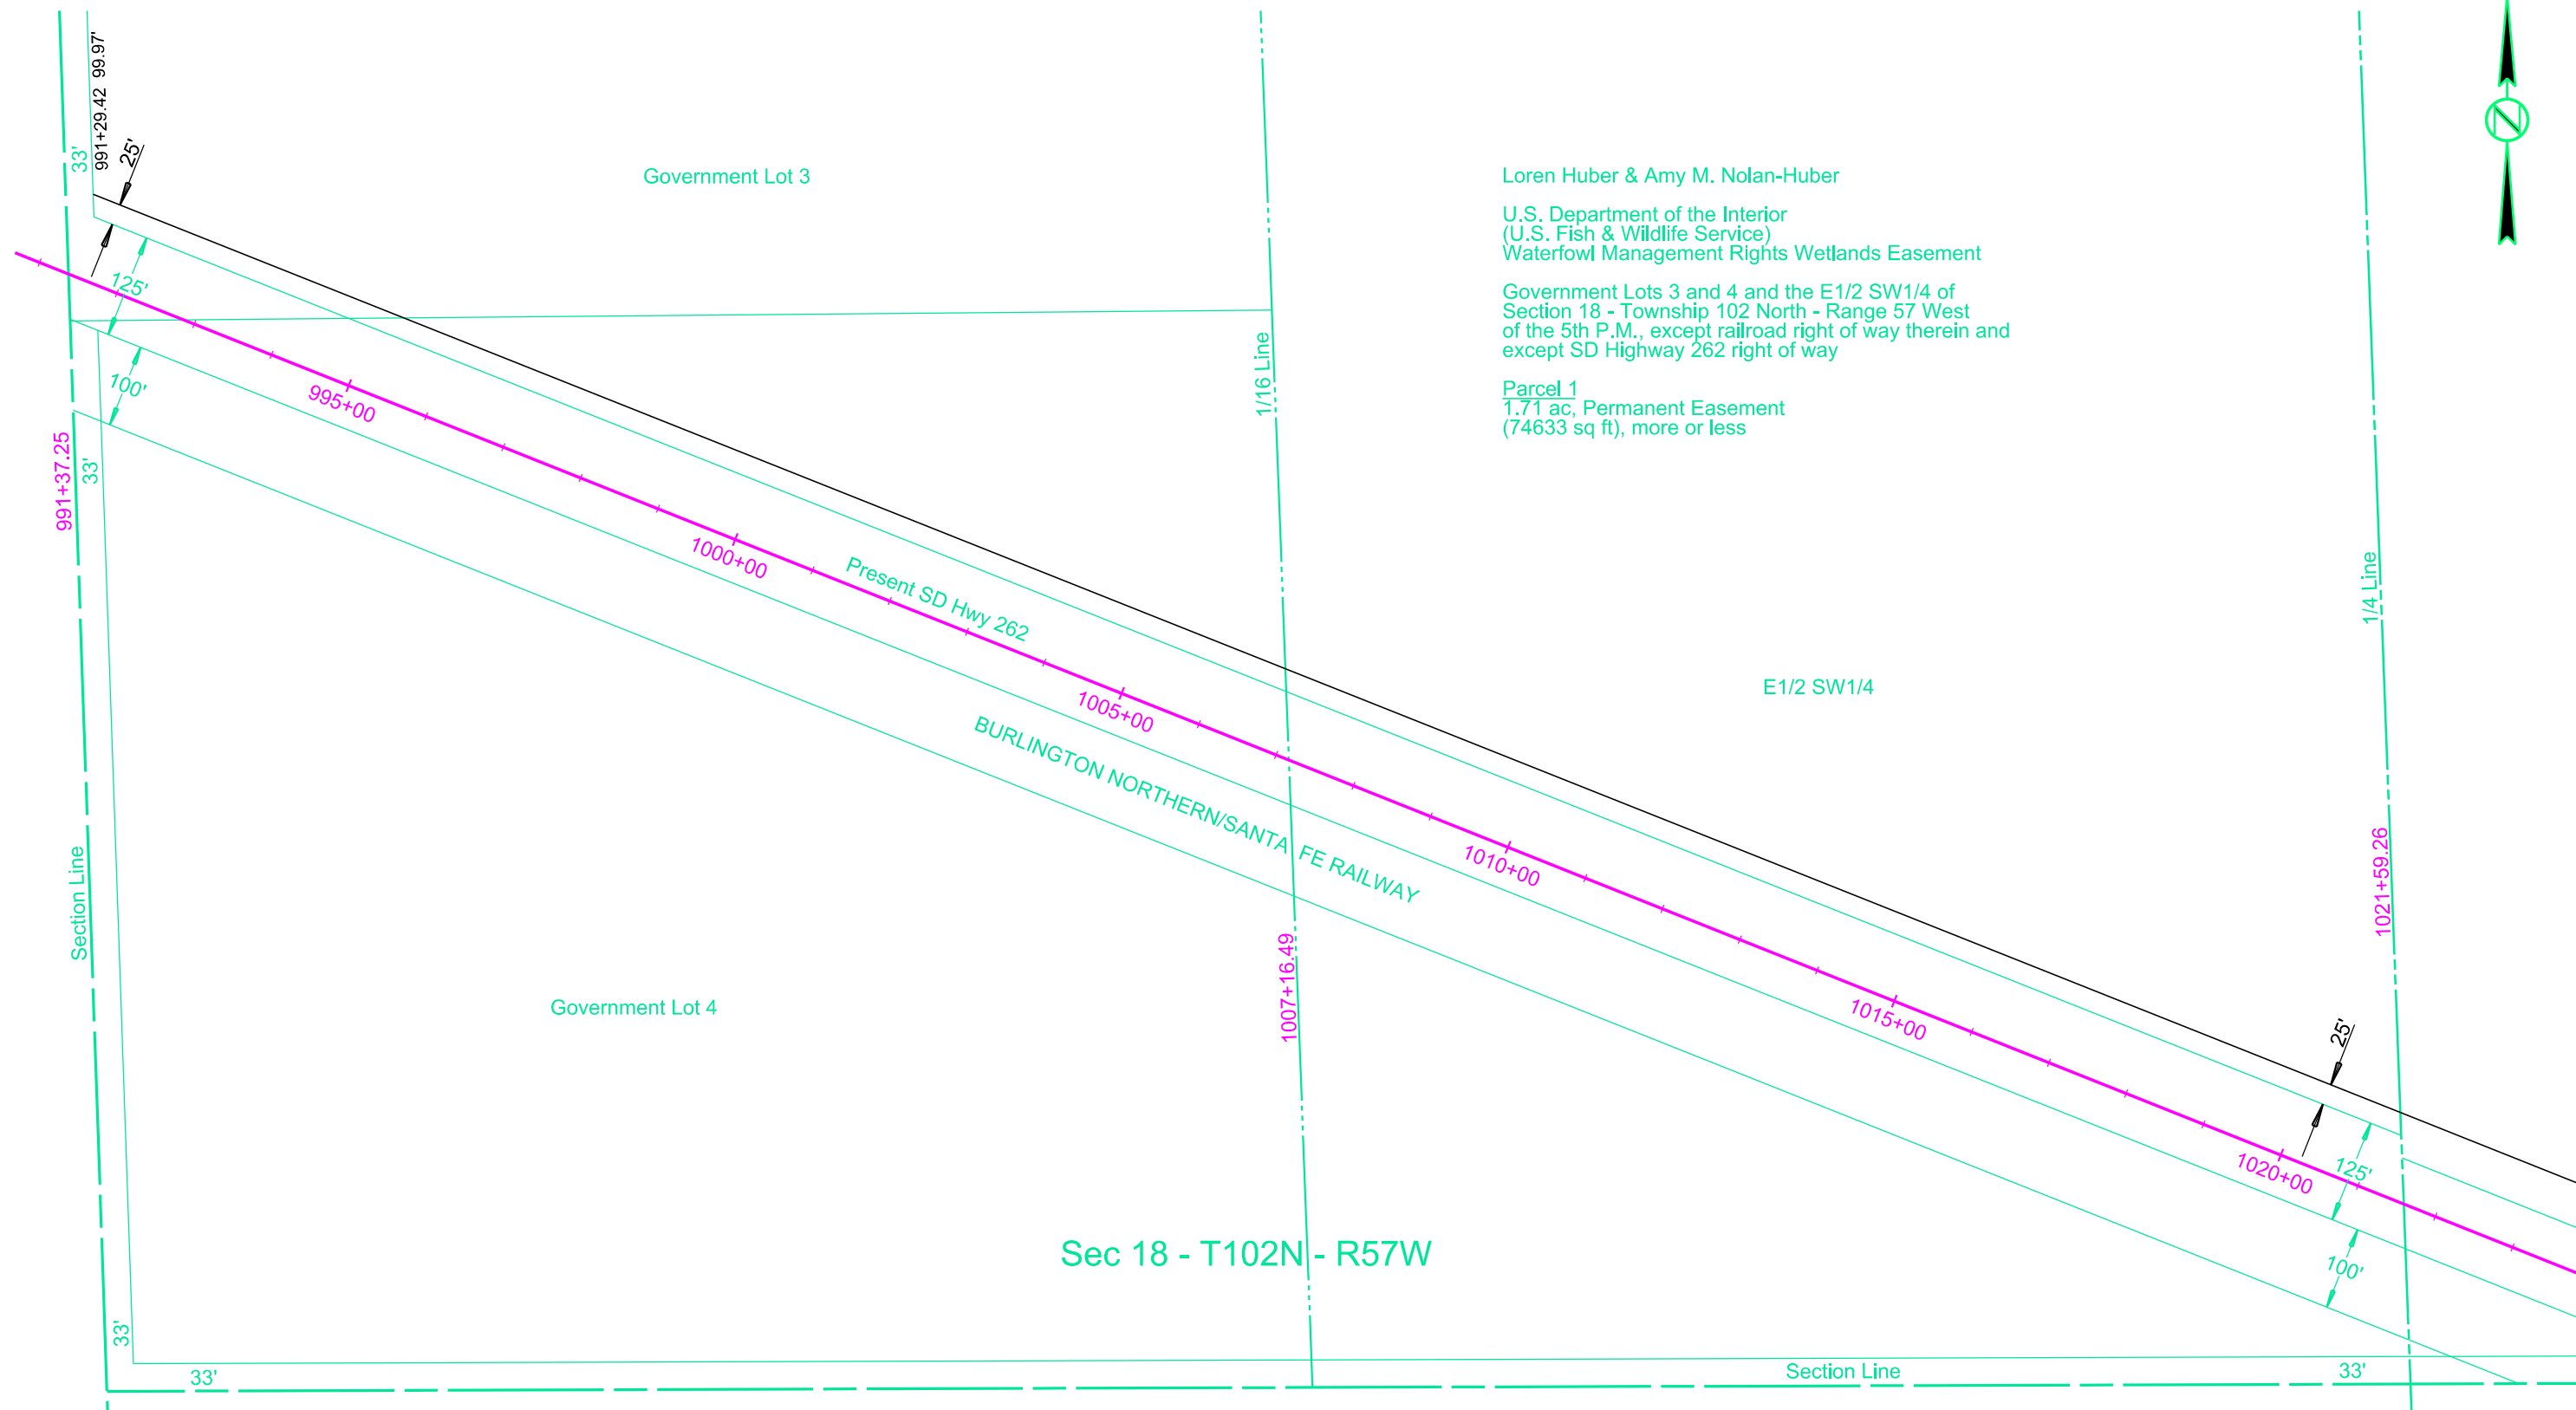 991+29.42  99.97'
33'
25'
Government Lot 3
Loren Huber & Amy M. Nolan-Huber
U.S. Department of the Interior
(U.S. Fish & Wildlife Service)
Waterfowl Management Rights Wetlands Easement
Government Lots 3 and 4 and the E1/2 SW1/4 of
Section 18 - Township 102 North - Range 57 West
of the 5th P.M., except railroad right of way therein and
except SD Highway 262 right of way
Parcel 1
1.71 ac, Permanent Easement
(74633 sq ft), more or less
125'
100'
995+00
1/16 Line
991+37.25
33'
1000+00
Present SD Hwy 262
1/4 Line
1005+00
E1/2 SW1/4
BURLINGTON NORTHERN/SANTA FE RAILWAY
1010+00
1021+59.26
Section Line
1007+16.49
Government Lot 4
1015+00
25'
1020+00
125'
100'
Sec 18 - T102N - R57W
33'
33'
Section Line
33'
N